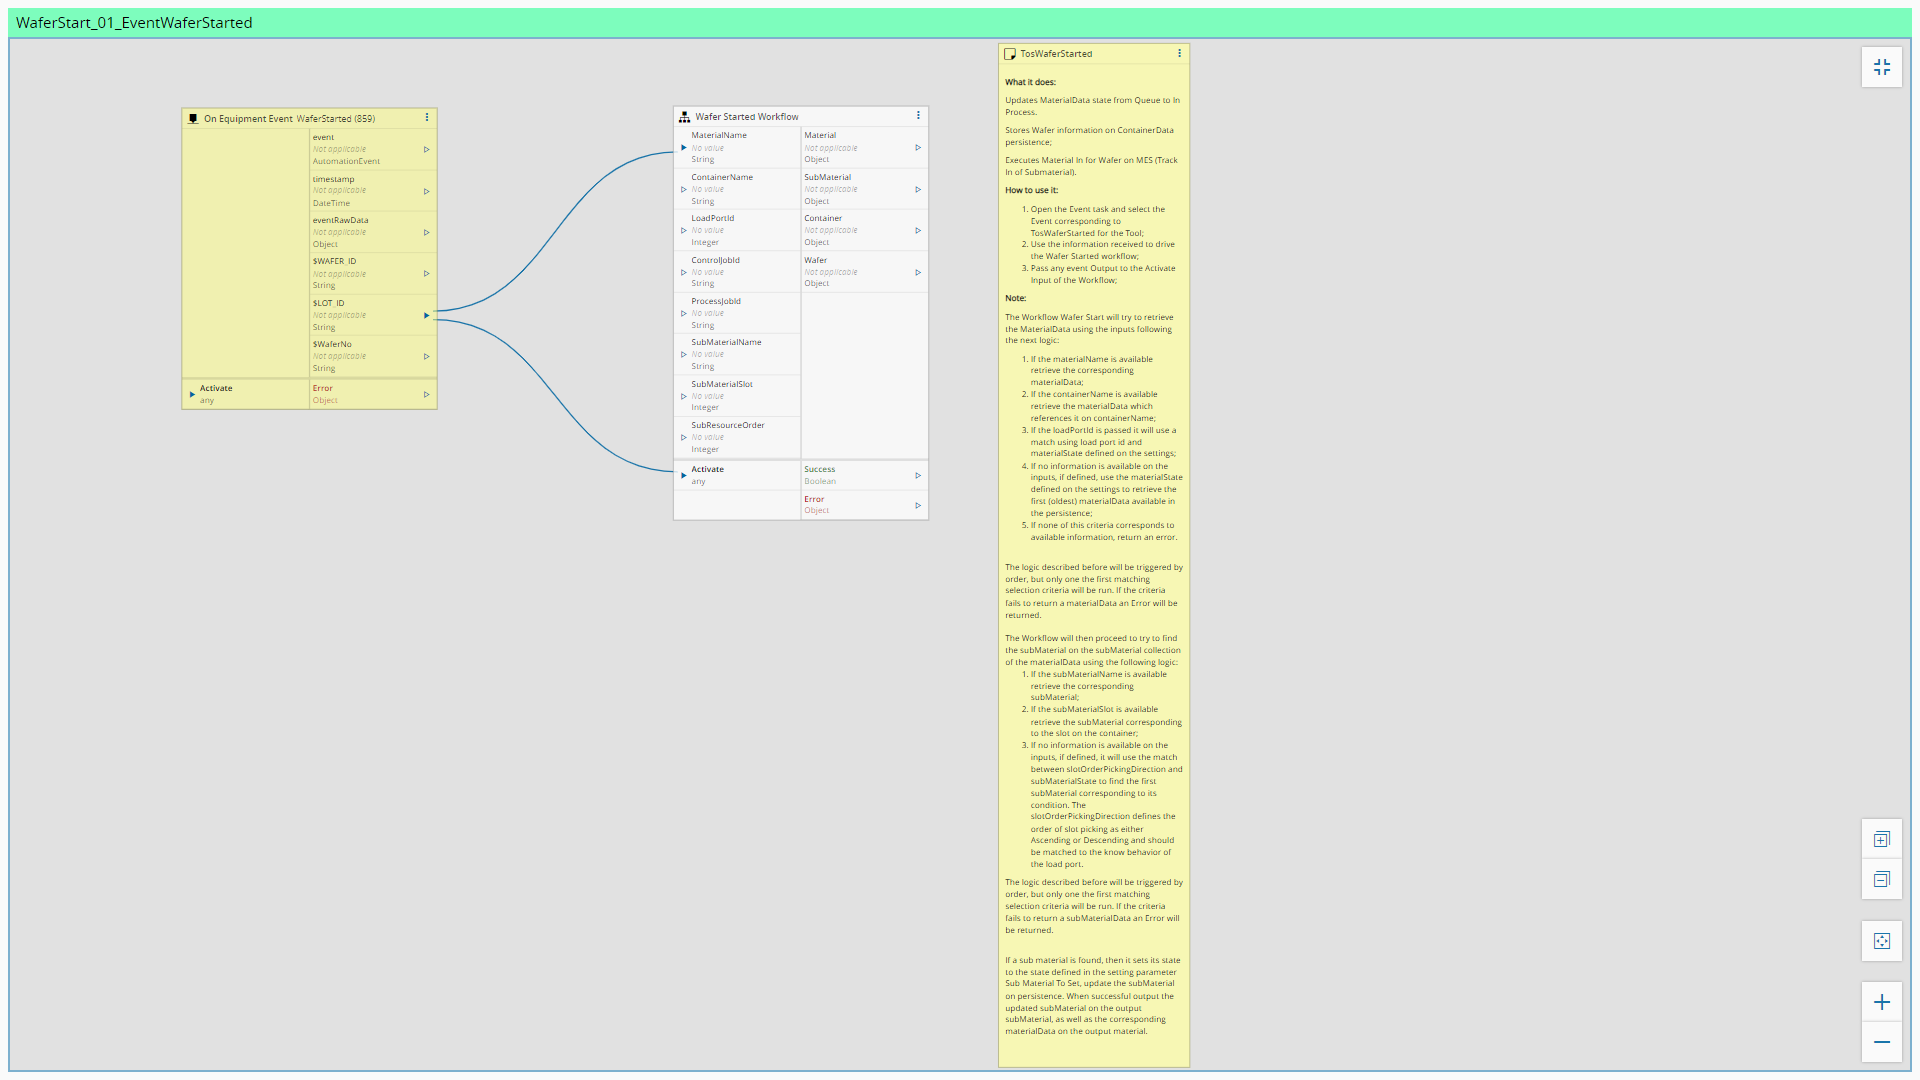 WaferStart_01_EventWaferStarted
On Equipment Event WaferStarted (859)
event
Not applicable
AutomationEvent
timestamp
Not applicable
DateTime
eventRawData
Not applicable
Object
$WAFER_ID
Not applicable
String
$LOT_ID
Not applicable
String
$WaferNo
Not applicable
String
Activate
any
Error
Object
Wafer Started Workflow
MaterialName
No value
String
ContainerName
No value
String
LoadPortId
No value
Integer
ControlJobId
No value
String
ProcessJobId
No value
String
SubMaterialName
No value
String
SubMaterialSlot
No value
Integer
SubResourceOrder
No value
Integer
Material
Not applicable
Object
SubMaterial
Not applicable
Object
Container
Not applicable
Object
Wafer
Not applicable
Object
Activate
any
Success
Boolean
Error
Object
TosWaferStarted
What it does:
Updates MaterialData state from Queue to In
Process.
Stores Wafer information on ContainerData
persistence;
Executes Material In for Wafer on MES (Track
In of Submaterial).
How to use it:
1. Open the Event task and select the
Event corresponding to
TosWaferStarted for the Tool;
2. Use the information received to drive
the Wafer Started workflow;
3. Pass any event Output to the Activate
Input of the Workflow;
Note:
The Workflow Wafer Start will try to retrieve
the MaterialData using the inputs following
the next logic:
1. If the materialName is available
retrieve the corresponding
materialData;
2. If the containerName is available
retrieve the materialData which
references it on containerName;
3. If the loadPortId is passed it will use a
match using load port id and
materialState defined on the settings;
4. If no information is available on the
inputs, if defined, use the materialState
defined on the settings to retrieve the
first (oldest) materialData available in
the persistence;
5. If none of this criteria corresponds to
available information, return an error.
The logic described before will be triggered by
order, but only one the first matching
selection criteria will be run. If the criteria
fails to return a materialData an Error will be
returned.
The Workflow will then proceed to try to find
the subMaterial on the subMaterial collection
of the materialData using the following logic:
1. If the subMaterialName is available
retrieve the corresponding
subMaterial;
2. If the subMaterialSlot is available
retrieve the subMaterial corresponding
to the slot on the container;
3. If no information is available on the
inputs, if defined, it will use the match
between slotOrderPickingDirection and
subMaterialState to find the first
subMaterial corresponding to its
condition. The
slotOrderPickingDirection defines the
order of slot picking as either
Ascending or Descending and should
be matched to the know behavior of
the load port.
The logic described before will be triggered by
order, but only one the first matching
selection criteria will be run. If the criteria
fails to return a subMaterialData an Error will
be returned.
If a sub material is found, then it sets its state
to the state defined in the setting parameter
Sub Material To Set, update the subMaterial
on persistence. When successful output the
updated subMaterial on the output
subMaterial, as well as the corresponding
materialData on the output material.